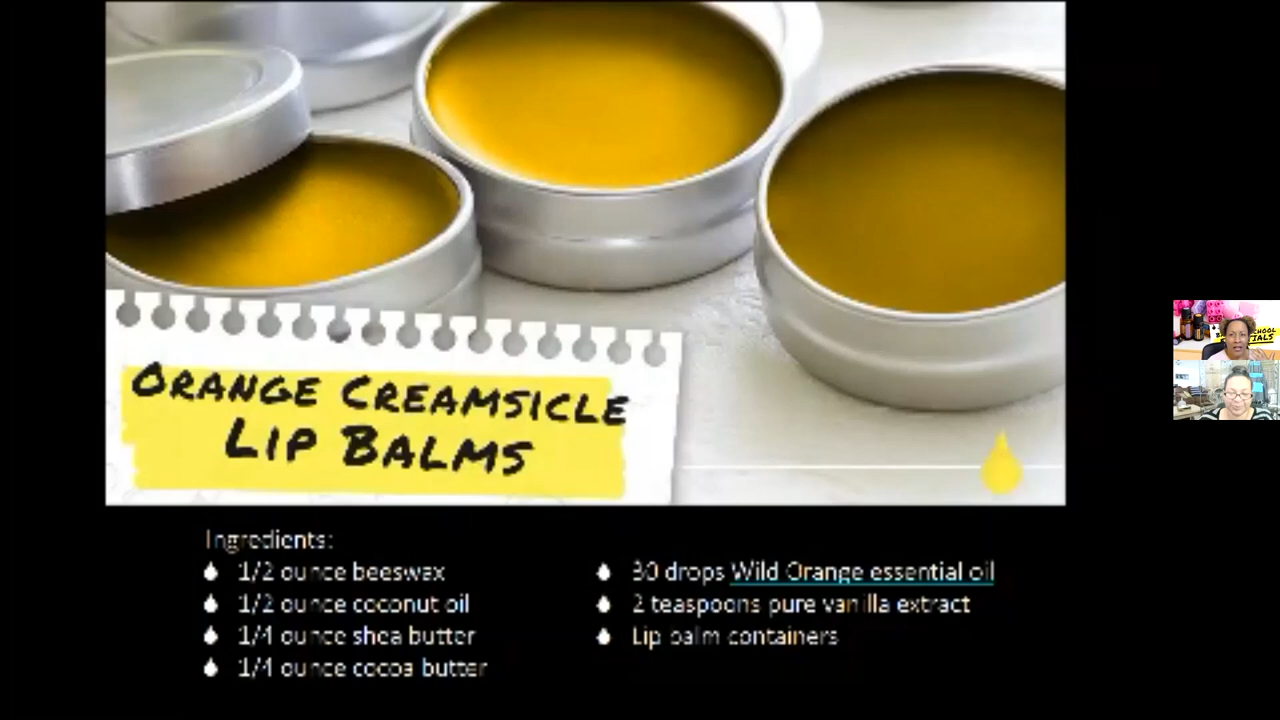 ORANGE CREAMSICLE
LIP BALMS
Ingredients:
1/2 ounce beeswax
1/2 ounce coconut oil
1/4 ounce shea butter
1/4 ounce cocoa butter
30 drops Wild Orange essential oil
2 teaspoons pure vanilla extract
Lip balm containers